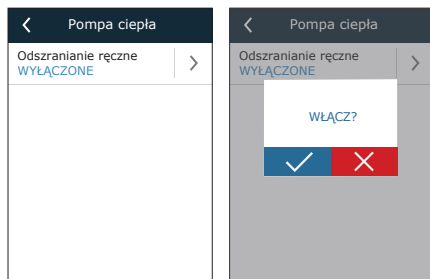 Pompa ciepła
Odszranianie ręczne
WYŁĄCZONE
Pompa ciepła
Odszranianie ręczne
WYŁĄCZONE
WŁĄCZ?